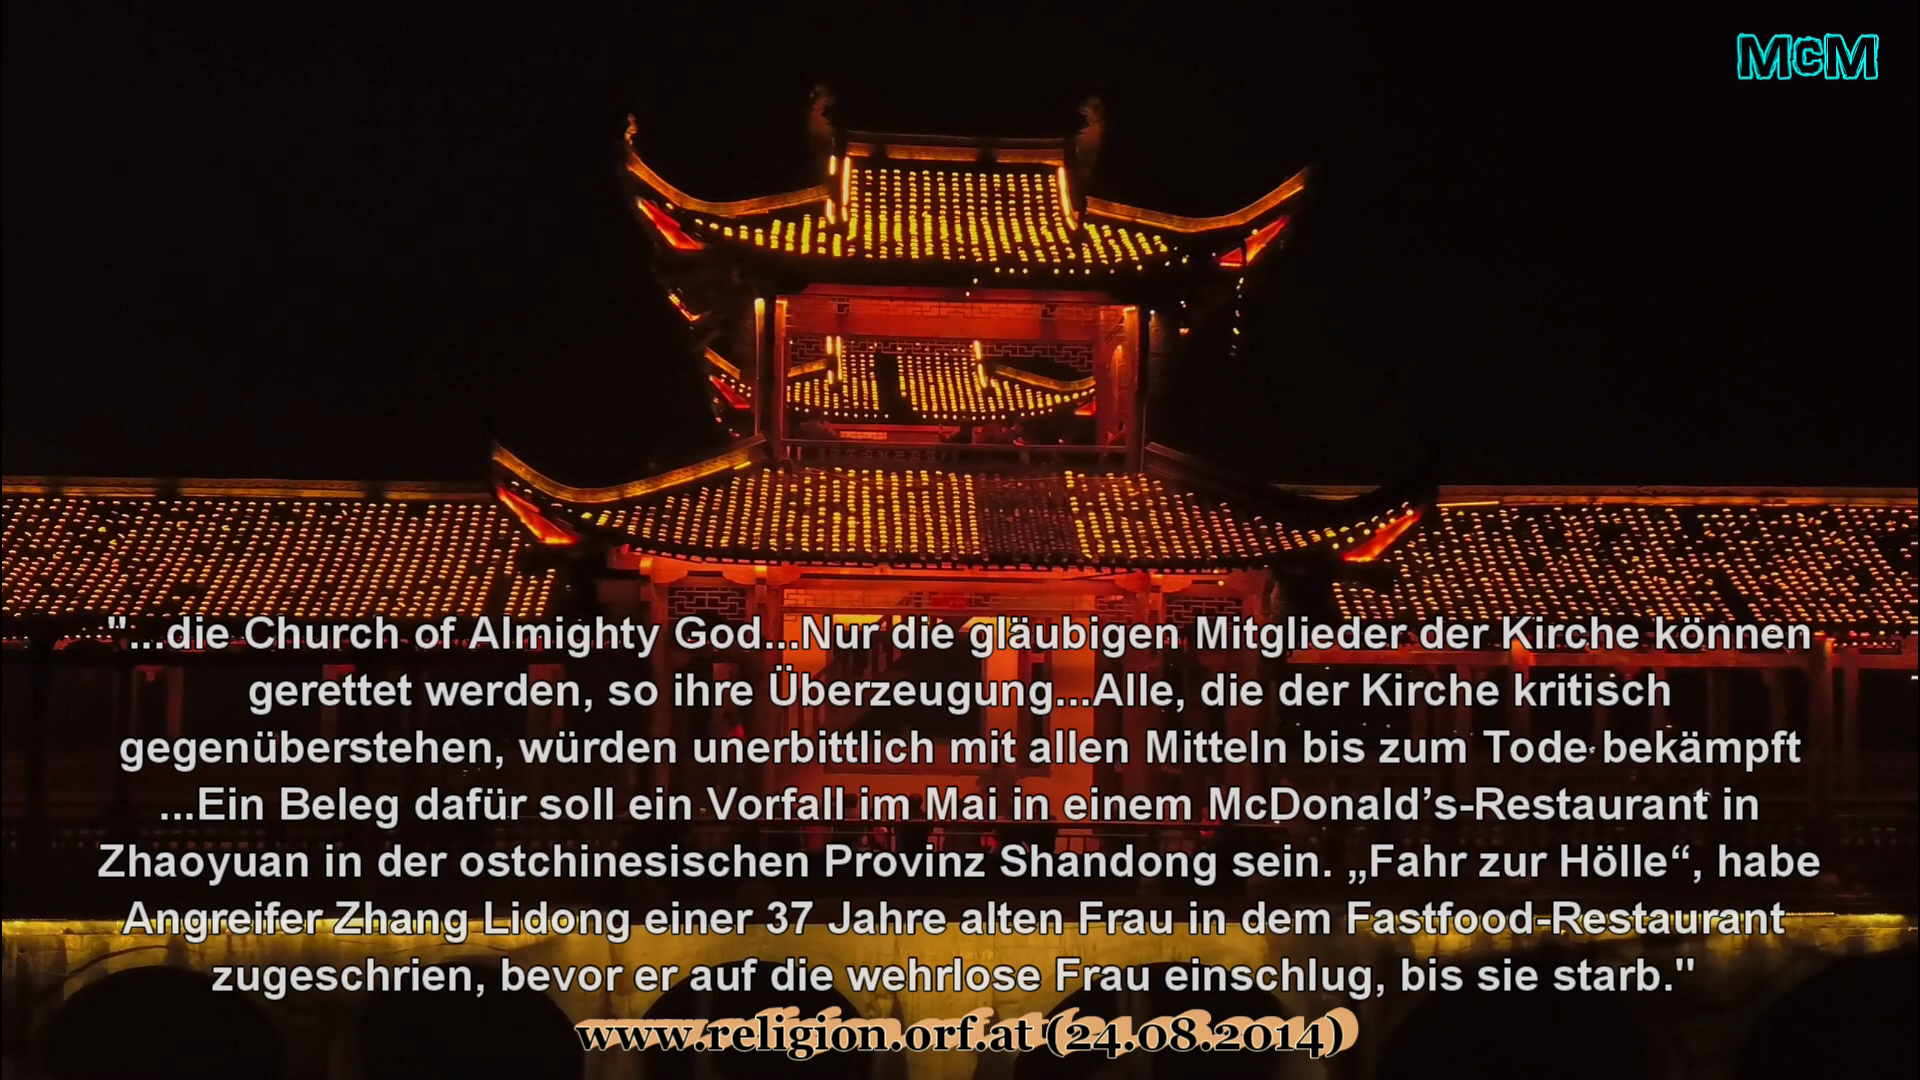 McM
"...die Church of Almighty God...Nur die gläubigen Mitglieder der Kirche können
gerettet werden, so ihre Überzeugung...Alle, die der Kirche kritisch
gegenüberstehen, würden unerbittlich mit allen Mitteln bis zum Tode bekämpft
...Ein Beleg dafür soll ein Vorfall im Mai in einem McDonald’s-Restaurant in
Zhaoyuan in der ostchinesischen Provinz Shandong sein. „Fahr zur Hölle“, habe
Angreifer Zhang Lidong einer 37 Jahre alten Frau in dem Fastfood-Restaurant
zugeschrien, bevor er auf die wehrlose Frau einschlug, bis sie starb."
www.religion.orf.at (24.08.2014)